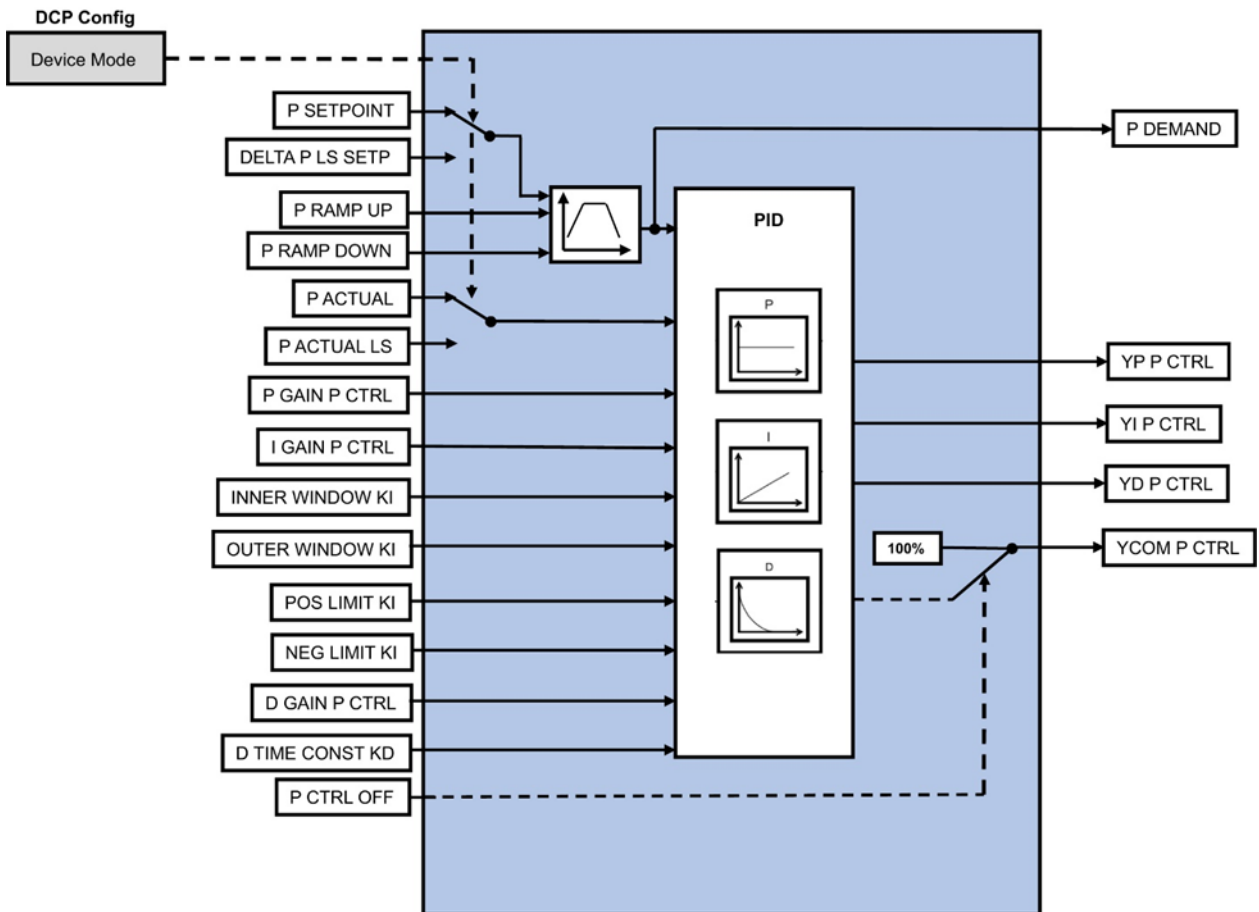 DCP Config
Device Mode
P SETPOINT
P DEMAND
DELTA P LS SETP
P RAMP UP
P RAMP DOWN
PID
P ACTUAL
P
P ACTUAL LS
YP P CTRL
P GAIN P CTRL
YI P CTRL
I GAIN P CTRL
I
YD P CTRL
INNER WINDOW KI
OUTER WINDOW KI
100%
YCOM P CTRL
D
POS LIMIT KI
NEG LIMIT KI
D GAIN P CTRL
D TIME CONST KD
P CTRL OFF